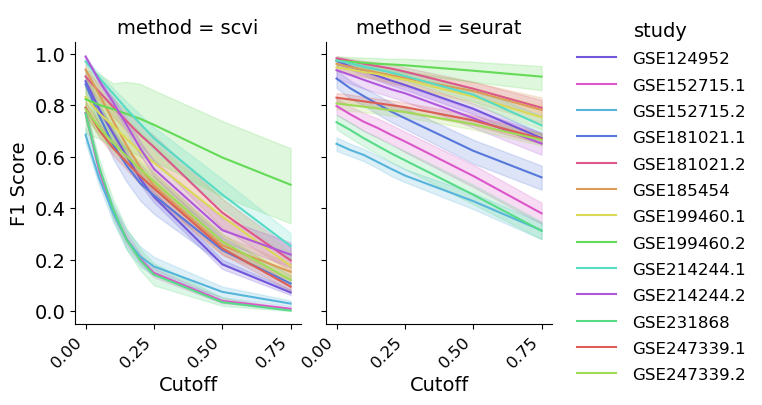 method = scvi
method = seurat
study
F1 Score
1.0
0.8
0.6
0.4
0.2
0.0
0.00
0.25
0.50
0.75
0.00
0.25
0.50
0.75
Cutoff
Cutoff
GSE124952
GSE152715.1
GSE152715.2
GSE181021.1
GSE181021.2
GSE185454
GSE199460.1
GSE199460.2
GSE214244.1
GSE214244.2
GSE231868
GSE247339.1
GSE247339.2